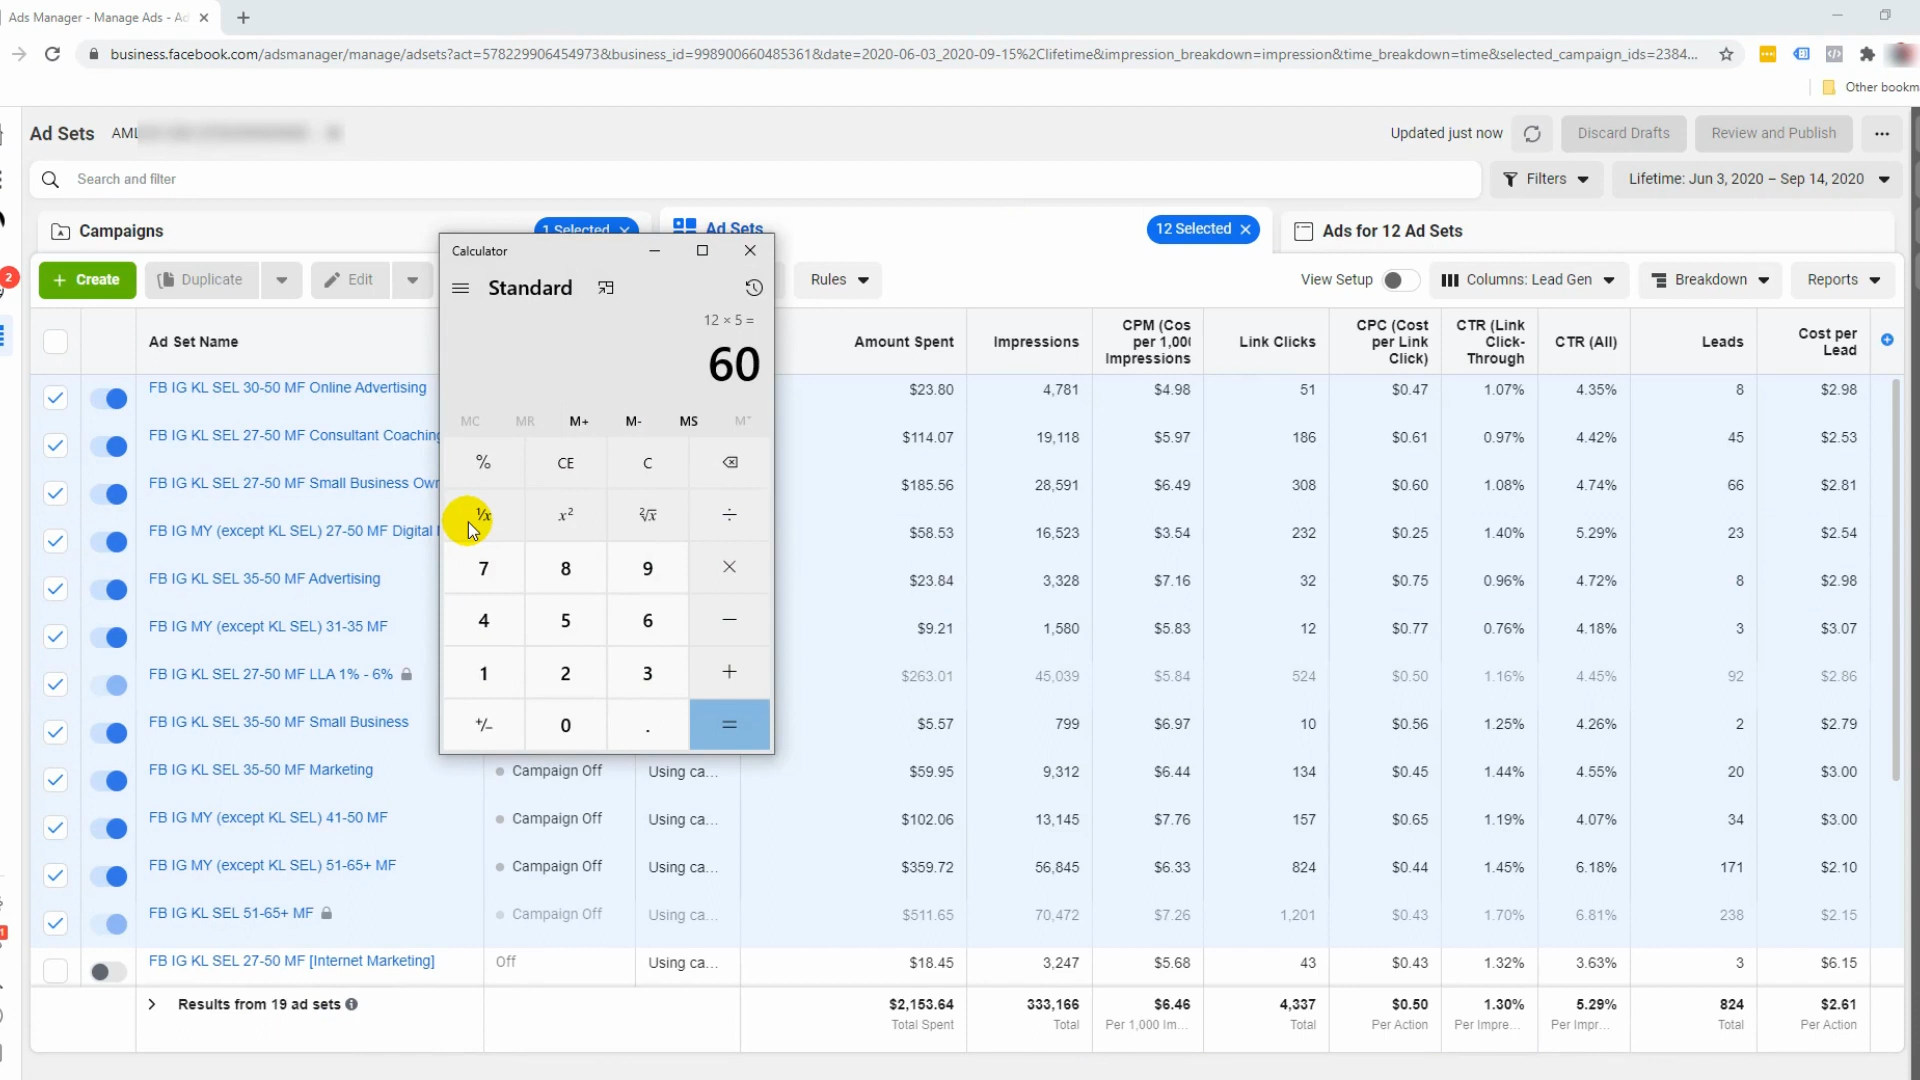 Ads Manager - Manage Ads - Ad
business.facebook.com/adsmanager/manage/adsets?act=578229906454973&business_id=998900660485361&date=2020-06-03_2020-09-15%2Clifetime&impression_breakdown=impression&time_breakdown=time&selected_campaign_ids=2384...
Other bookm
Ad Sets AML
Updated just now
Discard Drafts
Review and Publish
Search and filter
Filters
Lifetime: Jun 3, 2020 – Sep 14, 2020
Campaigns
1 Selected
Ad Sets
12 Selected
Ads for 12 Ad Sets
2
+ Create
Duplicate
Edit
Rules
View Setup
Columns: Lead Gen
Breakdown
Reports
Calculator
Standard
12 × 5 =
60
MC MR M+ M- MS M˅
% CE C
¹/x x² ²√x ÷
7 8 9 ×
4 5 6 −
1 2 3 +
+/− 0 . =
Ad Set Name
Amount Spent
Impressions
CPM (Cos
per 1,00
Impressions
Link Clicks
CPC (Cost
per Link
Click)
CTR (Link
Click-
Through
CTR (All)
Leads
Cost per
Lead
FB IG KL SEL 30-50 MF Online Advertising $23.80 4,781 $4.98 51 $0.47 1.07% 4.35% 8 $2.98
FB IG KL SEL 27-50 MF Consultant Coaching $114.07 19,118 $5.97 186 $0.61 0.97% 4.42% 45 $2.53
FB IG KL SEL 27-50 MF Small Business Owr $185.56 28,591 $6.49 308 $0.60 1.08% 4.74% 66 $2.81
FB IG MY (except KL SEL) 27-50 MF Digital $58.53 16,523 $3.54 232 $0.25 1.40% 5.29% 23 $2.54
FB IG KL SEL 35-50 MF Advertising $23.84 3,328 $7.16 32 $0.75 0.96% 4.72% 8 $2.98
FB IG MY (except KL SEL) 31-35 MF $9.21 1,580 $5.83 12 $0.77 0.76% 4.18% 3 $3.07
FB IG KL SEL 27-50 MF LLA 1% - 6% $263.01 45,039 $5.84 524 $0.50 1.16% 4.45% 92 $2.86
FB IG KL SEL 35-50 MF Small Business $5.57 799 $6.97 10 $0.56 1.25% 4.26% 2 $2.79
FB IG KL SEL 35-50 MF Marketing Campaign Off Using ca... $59.95 9,312 $6.44 134 $0.45 1.44% 4.55% 20 $3.00
FB IG MY (except KL SEL) 41-50 MF Campaign Off Using ca... $102.06 13,145 $7.76 157 $0.65 1.19% 4.07% 34 $3.00
FB IG MY (except KL SEL) 51-65+ MF Campaign Off Using ca... $359.72 56,845 $6.33 824 $0.44 1.45% 6.18% 171 $2.10
FB IG KL SEL 51-65+ MF Campaign Off Using ca... $511.65 70,472 $7.26 1,201 $0.43 1.70% 6.81% 238 $2.15
FB IG KL SEL 27-50 MF [Internet Marketing] Off Using ca... $18.45 3,247 $5.68 43 $0.43 1.32% 3.63% 3 $6.15
Results from 19 ad sets $2,153.64 333,166 $6.46 4,337 $0.50 1.30% 5.29% 824 $2.61
Total Spent Total Per 1,000 Im... Total Per Action Per Impre... Per Impr... Total Per Action